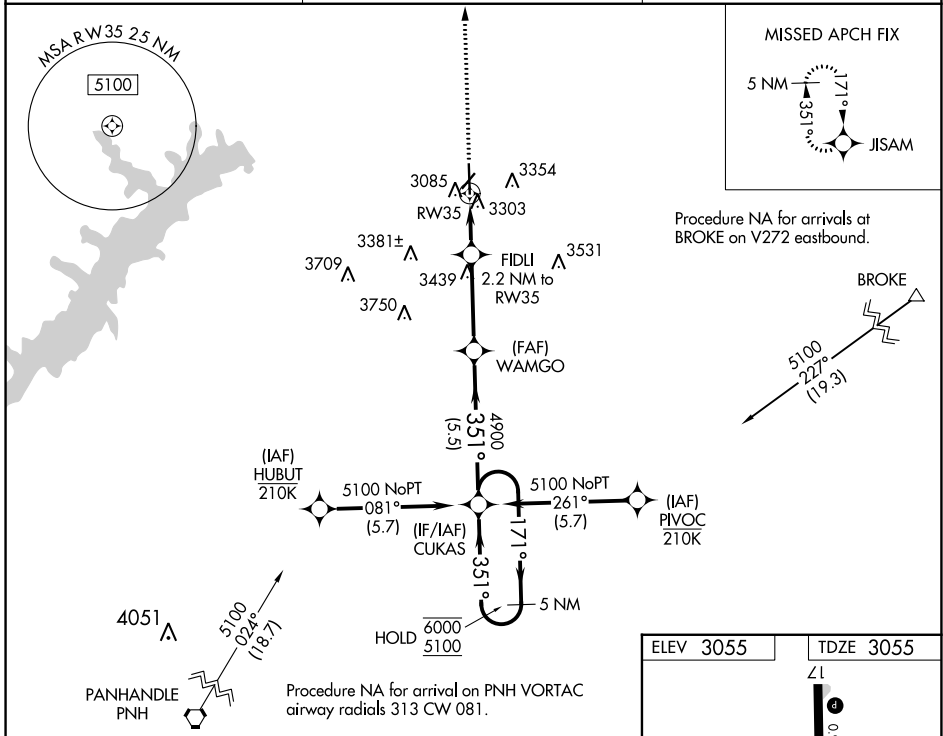 MSA RW35 25 NM
5100
MISSED APCH FIX
5 NM
351°
171°
JISAM
Procedure NA for arrivals at
BROKE on V272 eastbound.
BROKE
5100
227°
(19.3)
3085
3354
RW35
3303
3381±
3709
3439
FIDLI
2.2 NM to
RW35
3531
3750
(FAF)
WAMGO
4900
351°
(5.5)
(IAF)
HUBUT
210K
5100 NoPT
081°
(5.7)
(IF/IAF)
CUKAS
5100 NoPT
261°
(5.7)
(IAF)
PIVOC
210K
171°
351°
5 NM
HOLD
6000
5100
4051
5100
024°
(18.7)
PANHANDLE
PNH
Procedure NA for arrival on PNH VORTAC
airway radials 313 CW 081.
ELEV 3055
TDZE 3055
17
P